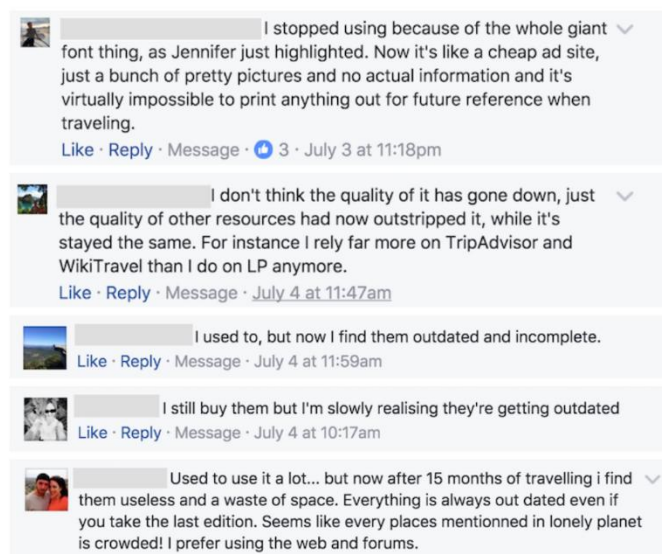 I stopped using because of the whole giant
font thing, as Jennifer just highlighted. Now it's like a cheap ad site,
just a bunch of pretty pictures and no actual information and it's
virtually impossible to print anything out for future reference when
traveling.
Like · Reply · Message · 3 · July 3 at 11:18pm
I don't think the quality of it has gone down, just
the quality of other resources had now outstripped it, while it's
stayed the same. For instance I rely far more on TripAdvisor and
WikiTravel than I do on LP anymore.
Like · Reply · Message · July 4 at 11:47am
I used to, but now I find them outdated and incomplete.
Like · Reply · Message · July 4 at 11:59am
I still buy them but I'm slowly realising they're getting outdated
Like · Reply · Message · July 4 at 10:17am
Used to use it a lot... but now after 15 months of travelling i find
them useless and a waste of space. Everything is always out dated even if
you take the last edition. Seems like every places mentionned in lonely planet
is crowded! I prefer using the web and forums.